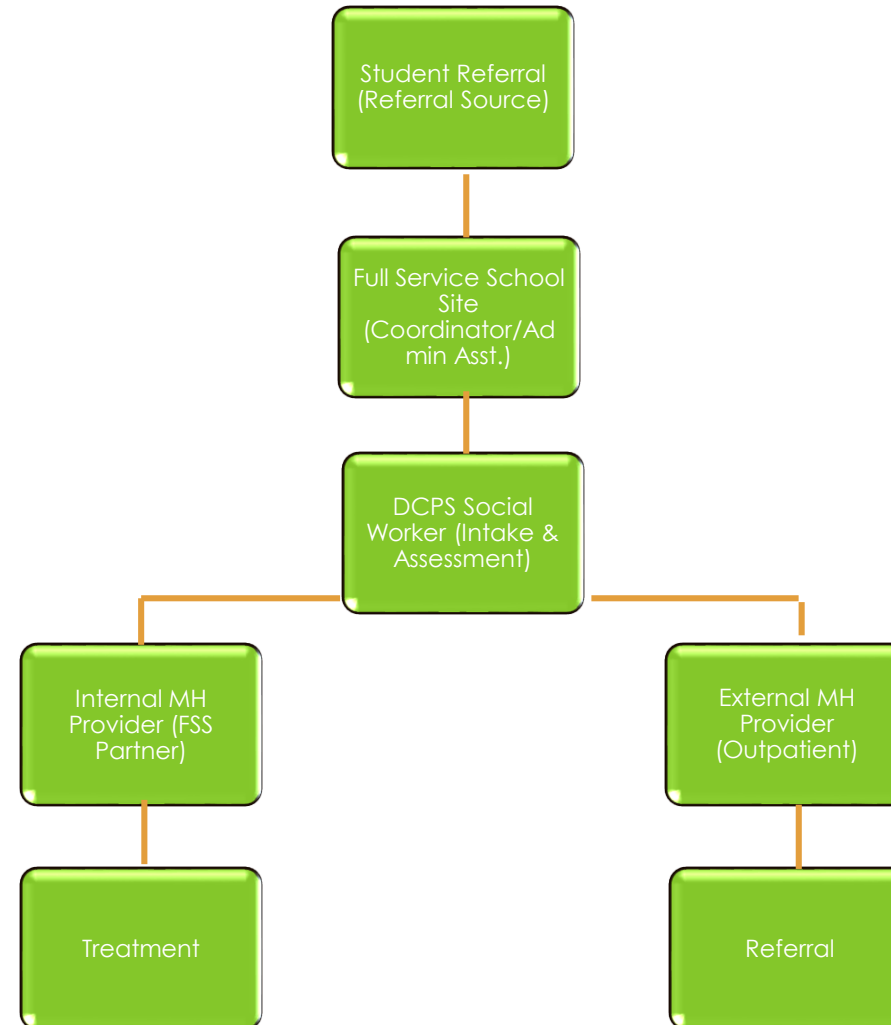 Student Referral
(Referral Source)
Full Service School
Site
(Coordinator/Ad
min Asst.)
DCPS Social
Worker (Intake &
Assessment)
Internal MH
Provider (FSS
Partner)
External MH
Provider
(Outpatient)
Treatment
Referral